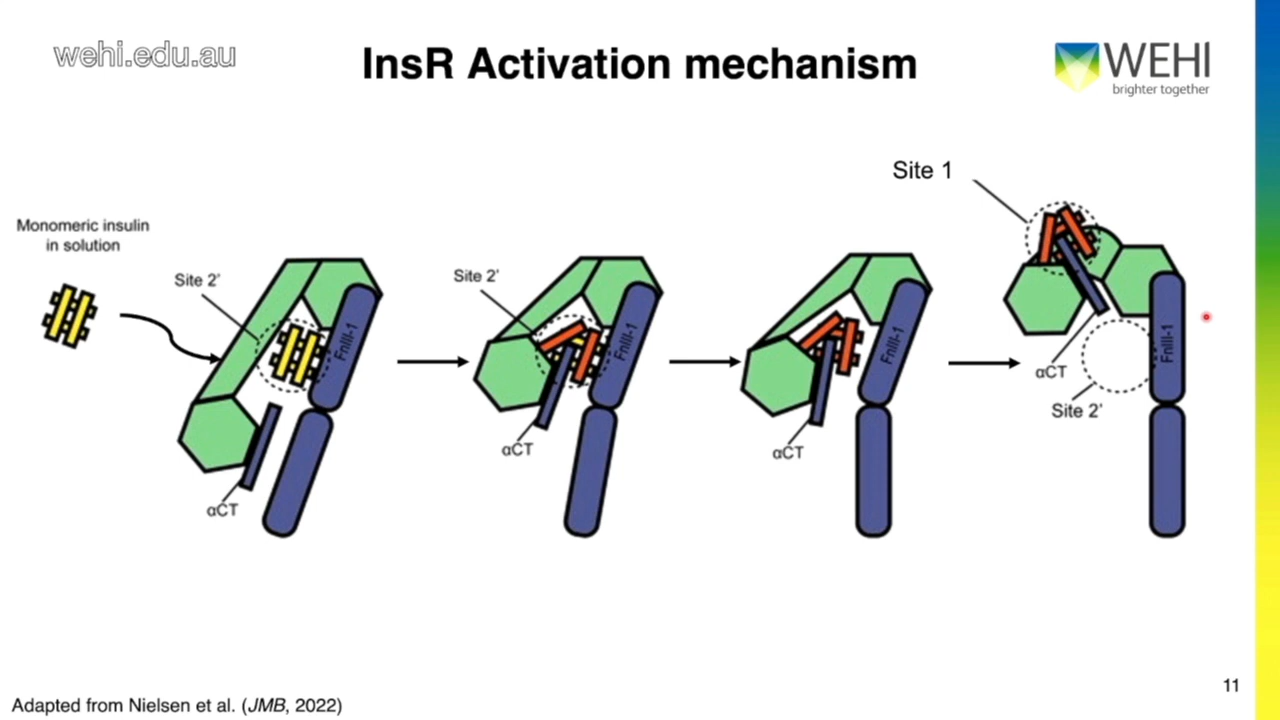 wehi.edu.au
InsR Activation mechanism
WEHI
brighter together
Site 1
Monomeric insulin
in solution
Site 2'
Site 2'
FnIII-1
FnIII-1
FnIII-1
FnIII-1
αCT
αCT
αCT
αCT
Site 2'
11
Adapted from Nielsen et al. (JMB, 2022)